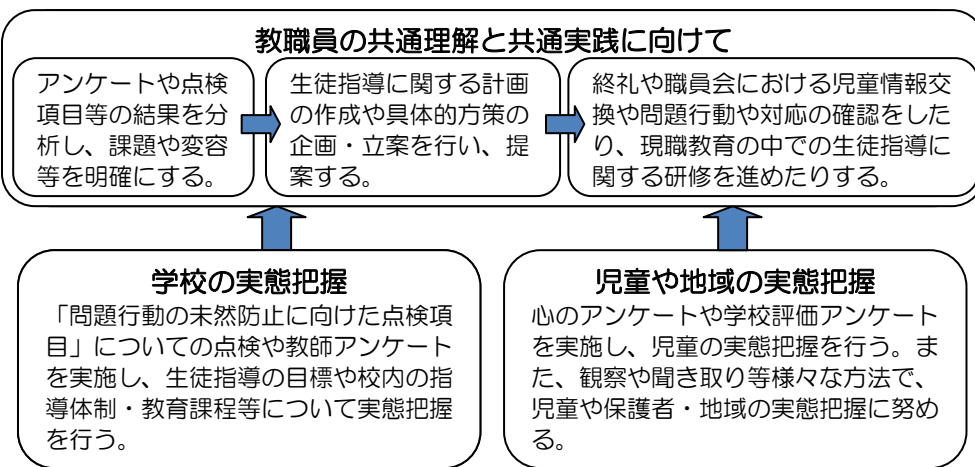 教職員の共通理解と共通実践に向けて
アンケートや点検
項目等の結果を分
析し、課題や変容
等を明確にする。
生徒指導に関する計画
の作成や具体的方策の
企画・立案を行い、提
案する。
終礼や職員会における児童情報交
換や問題行動や対応の確認をした
り、現職教育の中での生徒指導に
関する研修を進めたりする。
学校の実態把握
「問題行動の未然防止に向けた点検項
目」についての点検や教師アンケート
を実施し、生徒指導の目標や校内の指
導体制・教育課程等について実態把握
を行う。
児童や地域の実態把握
心のアンケートや学校評価アンケート
を実施し、児童の実態把握を行う。ま
た、観察や聞き取り等様々な方法で、
児童や保護者・地域の実態把握に努め
る。